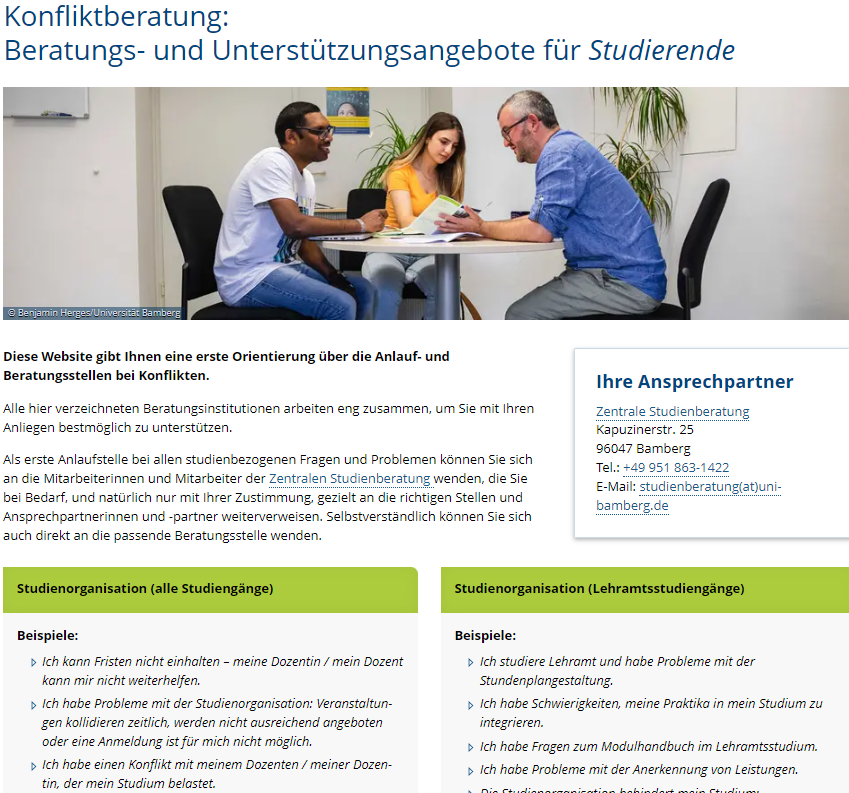 Konfliktberatung:
Beratungs- und Unterstützungsangebote für Studierende
© Benjamin Herges/Universität Bamberg
Diese Website gibt Ihnen eine erste Orientierung über die Anlauf- und
Beratungsstellen bei Konflikten.
Alle hier verzeichneten Beratungsinstitutionen arbeiten eng zusammen, um Sie mit Ihren
Anliegen bestmöglich zu unterstützen.
Als erste Anlaufstelle bei allen studienbezogenen Fragen und Problemen können Sie sich
an die Mitarbeiterinnen und Mitarbeiter der Zentralen Studienberatung wenden, die Sie
bei Bedarf, und natürlich nur mit Ihrer Zustimmung, gezielt an die richtigen Stellen und
Ansprechpartnerinnen und -partner weiterverweisen. Selbstverständlich können Sie sich
auch direkt an die passende Beratungsstelle wenden.
Ihre Ansprechpartner
Zentrale Studienberatung
Kapuzinerstr. 25
96047 Bamberg
Tel.: +49 951 863-1422
E-Mail: studienberatung(at)uni-
bamberg.de
Studienorganisation (alle Studiengänge)
Beispiele:
Ich kann Fristen nicht einhalten – meine Dozentin / mein Dozent
kann mir nicht weiterhelfen.
Ich habe Probleme mit der Studienorganisation: Veranstaltun-
gen kollidieren zeitlich, werden nicht ausreichend angeboten
oder eine Anmeldung ist für mich nicht möglich.
Ich habe einen Konflikt mit meinem Dozenten / meiner Dozen-
tin, der mein Studium belastet.
Studienorganisation (Lehramtsstudiengänge)
Beispiele:
Ich studiere Lehramt und habe Probleme mit der
Stundenplangestaltung.
Ich habe Schwierigkeiten, meine Praktika in mein Studium zu
integrieren.
Ich habe Fragen zum Modulhandbuch im Lehramtsstudium.
Ich habe Probleme mit der Anerkennung von Leistungen.
Die Studienorganisation behindert mein Studium: